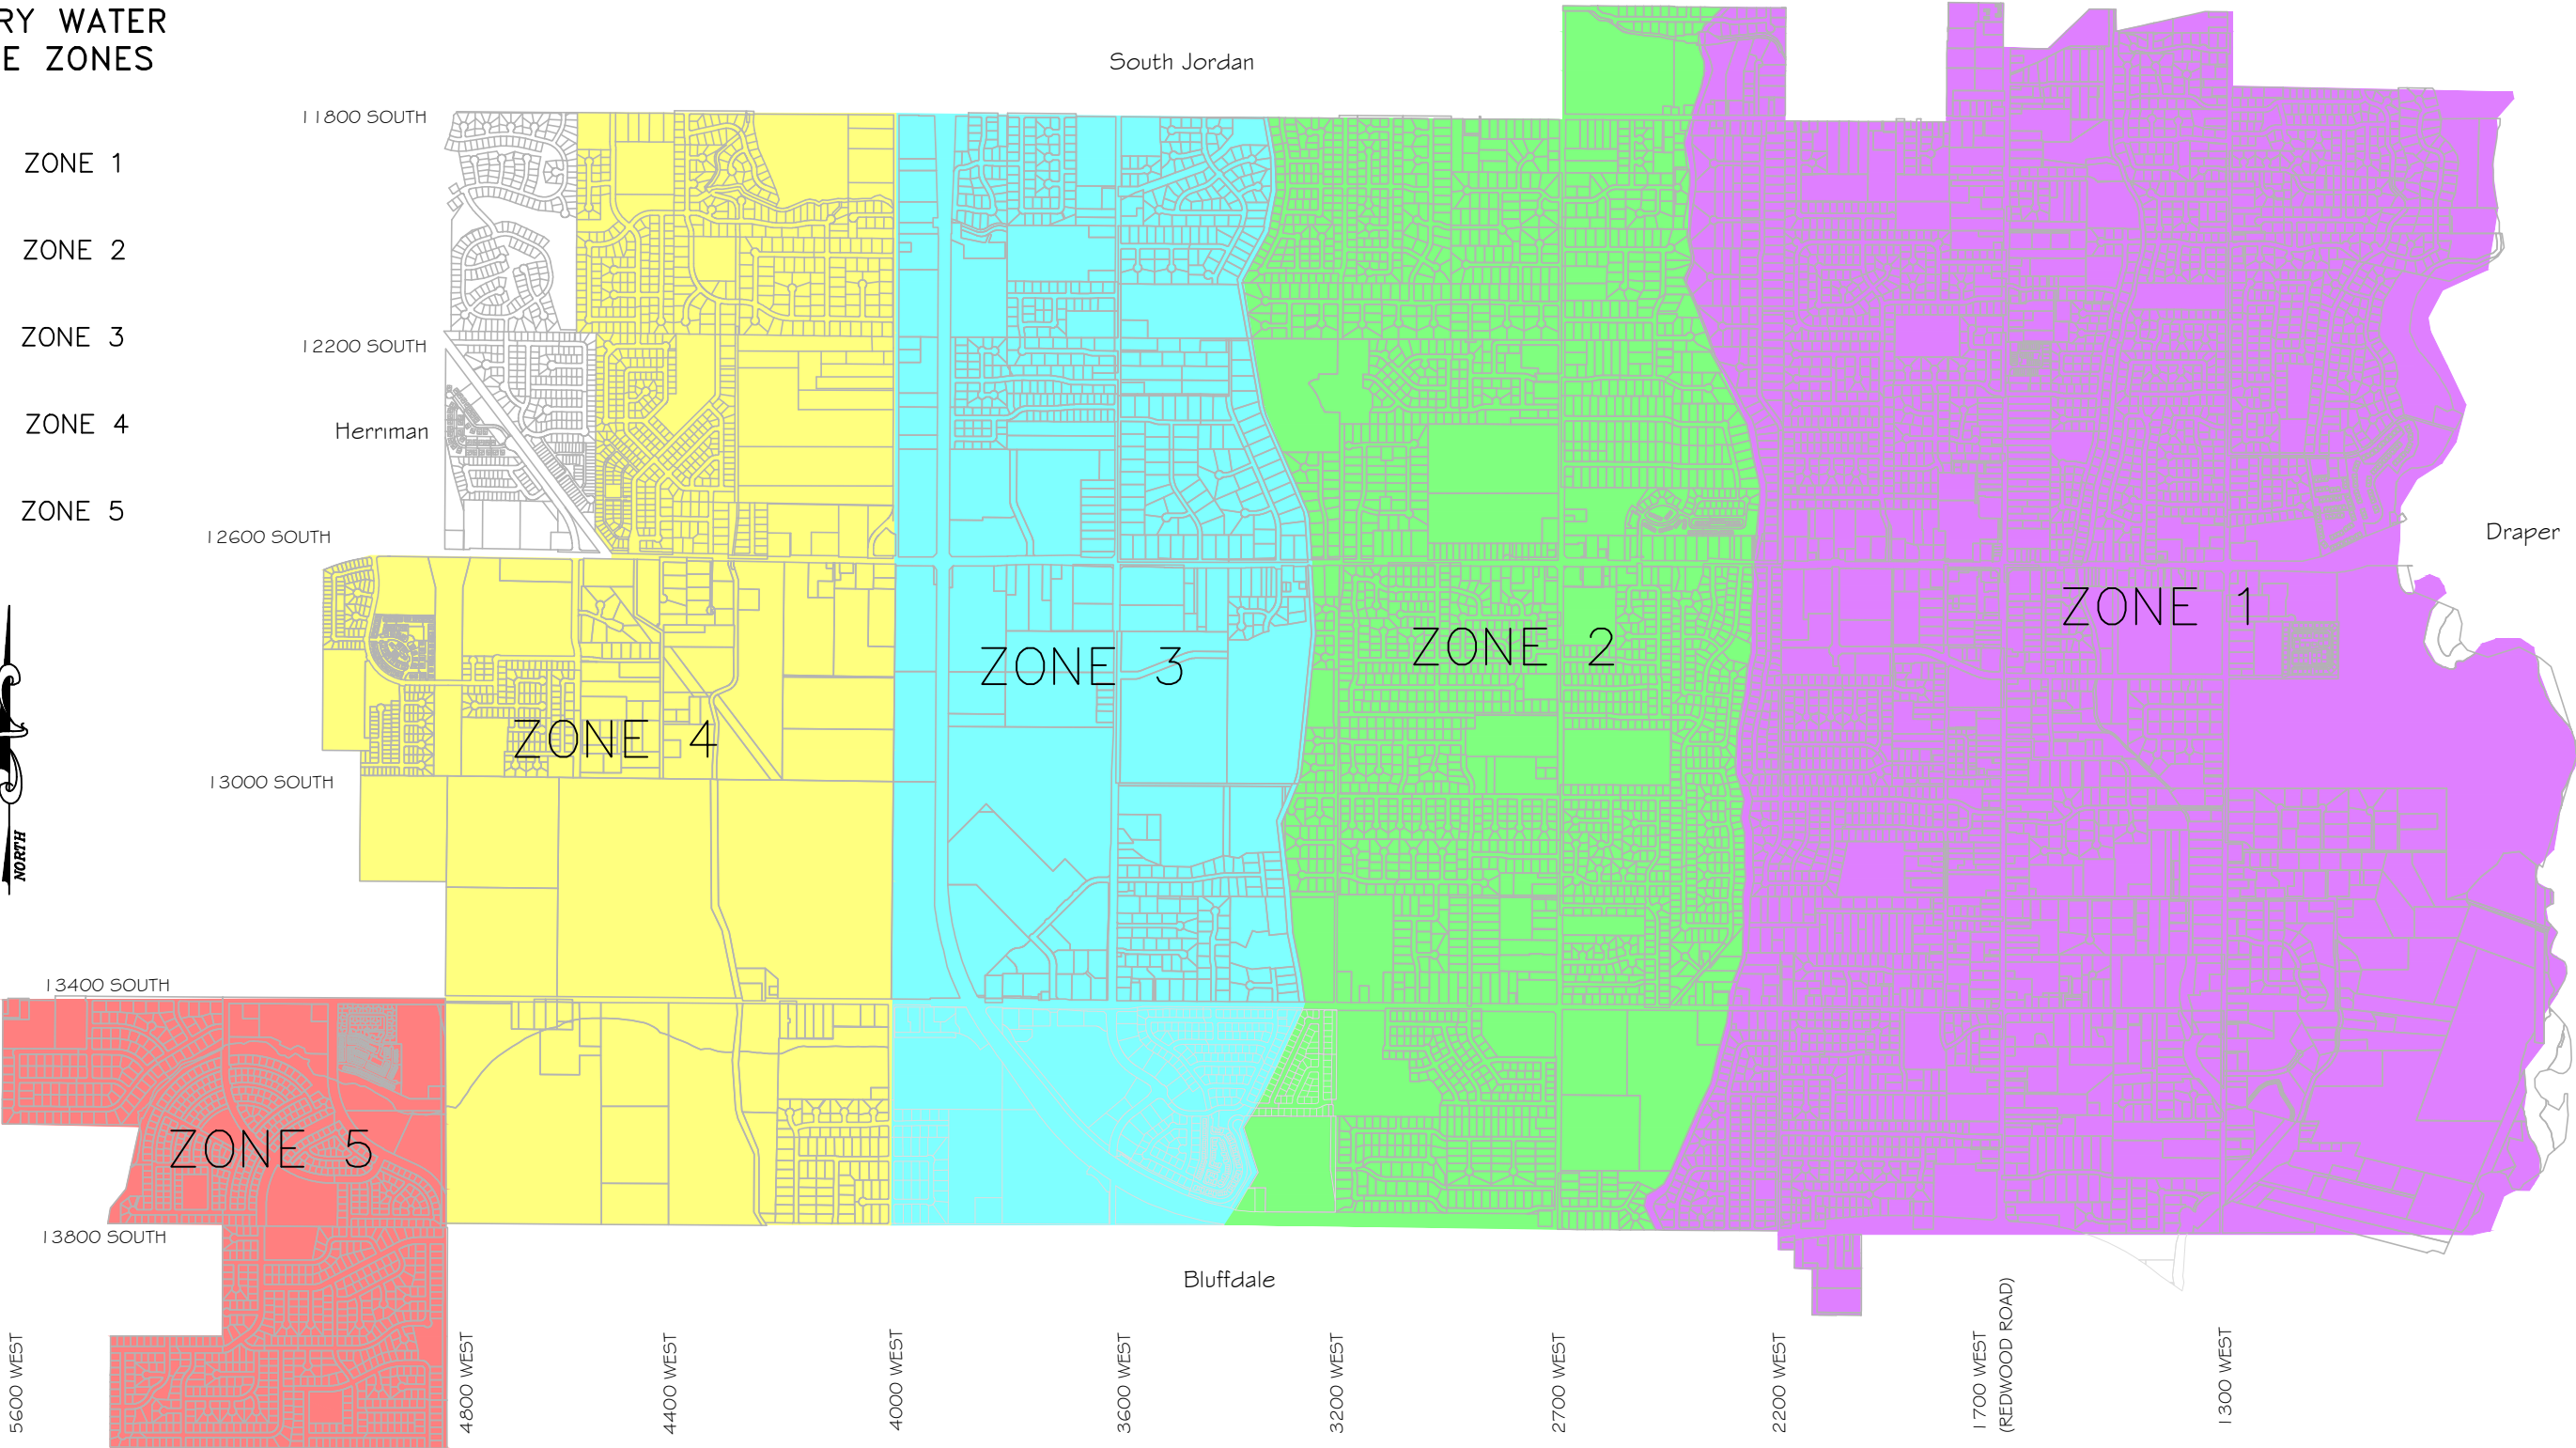 RY WATER
E ZONES
South Jordan
11800 SOUTH
ZONE 1
ZONE 2
ZONE 3
12200 SOUTH
ZONE 4
Herriman
ZONE 5
12600 SOUTH
Draper
ZONE 1
ZONE 2
ZONE 3
ZONE 4
13000 SOUTH
NORTH
13400 SOUTH
ZONE 5
13800 SOUTH
Bluffdale
5600 WEST
4800 WEST
4400 WEST
4000 WEST
3600 WEST
3200 WEST
2700 WEST
2200 WEST
1700 WEST
(REDWOOD ROAD)
1300 WEST